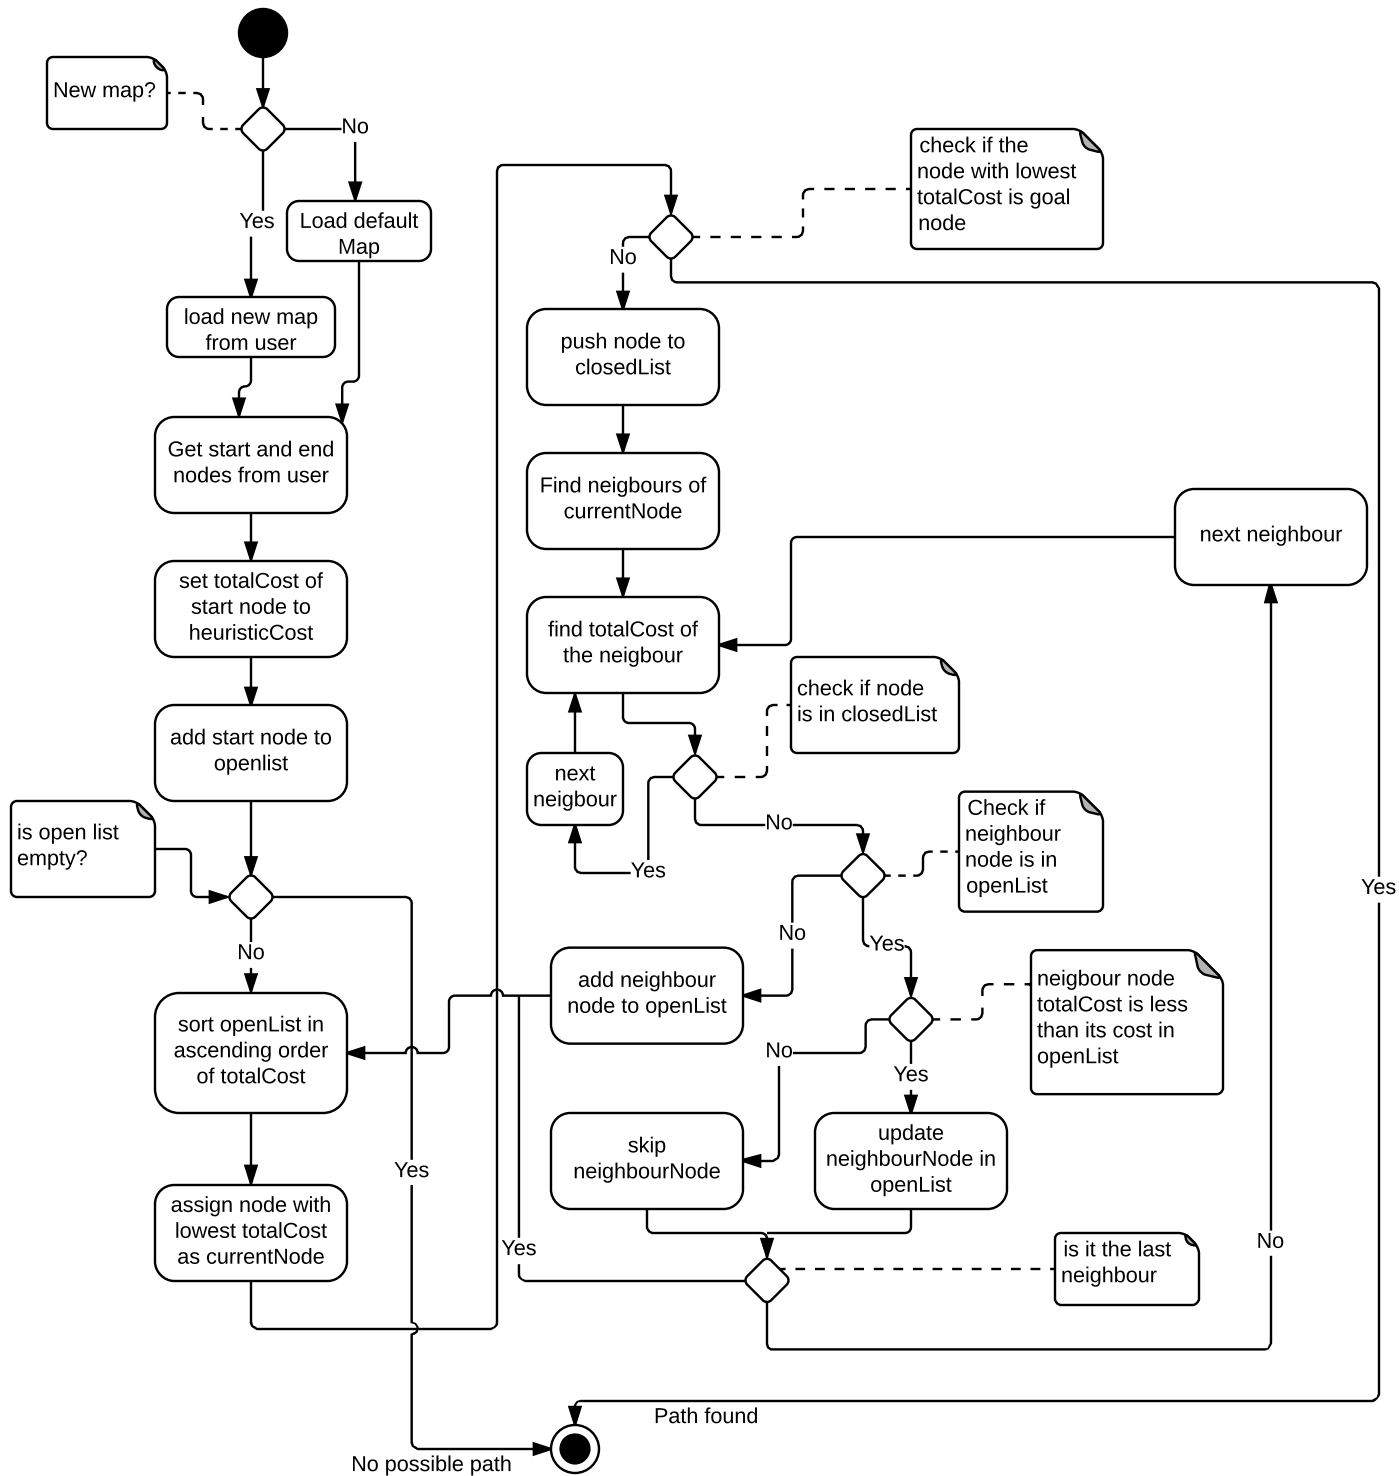 New map?
No
Yes
Load default
Map
load new map
from user
Get start and end
nodes from user
set totalCost of
start node to
heuristicCost
add start node to
openlist
is open list
empty?
No
sort openList in
ascending order
of totalCost
Yes
assign node with
lowest totalCost
as currentNode
No possible path
check if the
node with lowest
totalCost is goal
node
No
push node to
closedList
Find neigbours of
currentNode
next neighbour
find totalCost of
the neigbour
check if node
is in closedList
next
neigbour
No
Yes
Check if
neighbour
node is in
openList
Yes
No
Yes
add neighbour
node to openList
neigbour node
totalCost is less
than its cost in
openList
No
Yes
skip
neighbourNode
update
neighbourNode in
openList
Yes
is it the last
neighbour
No
Path found